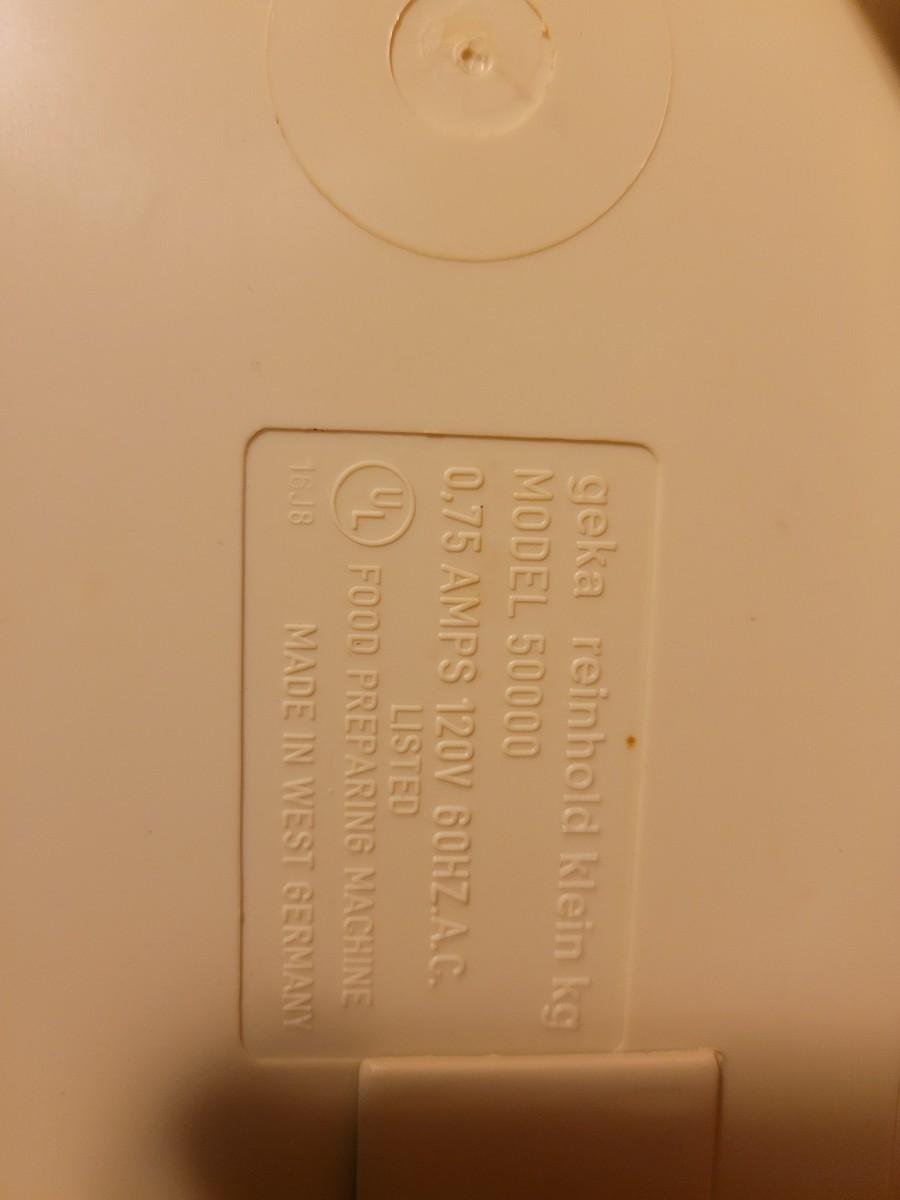 geka reinhold klein kg
MODEL 50000
0,75 AMPS 120V 60HZ.A.C.
LISTED
UL FOOD PREPARING MACHINE
16J8 MADE IN WEST GERMANY